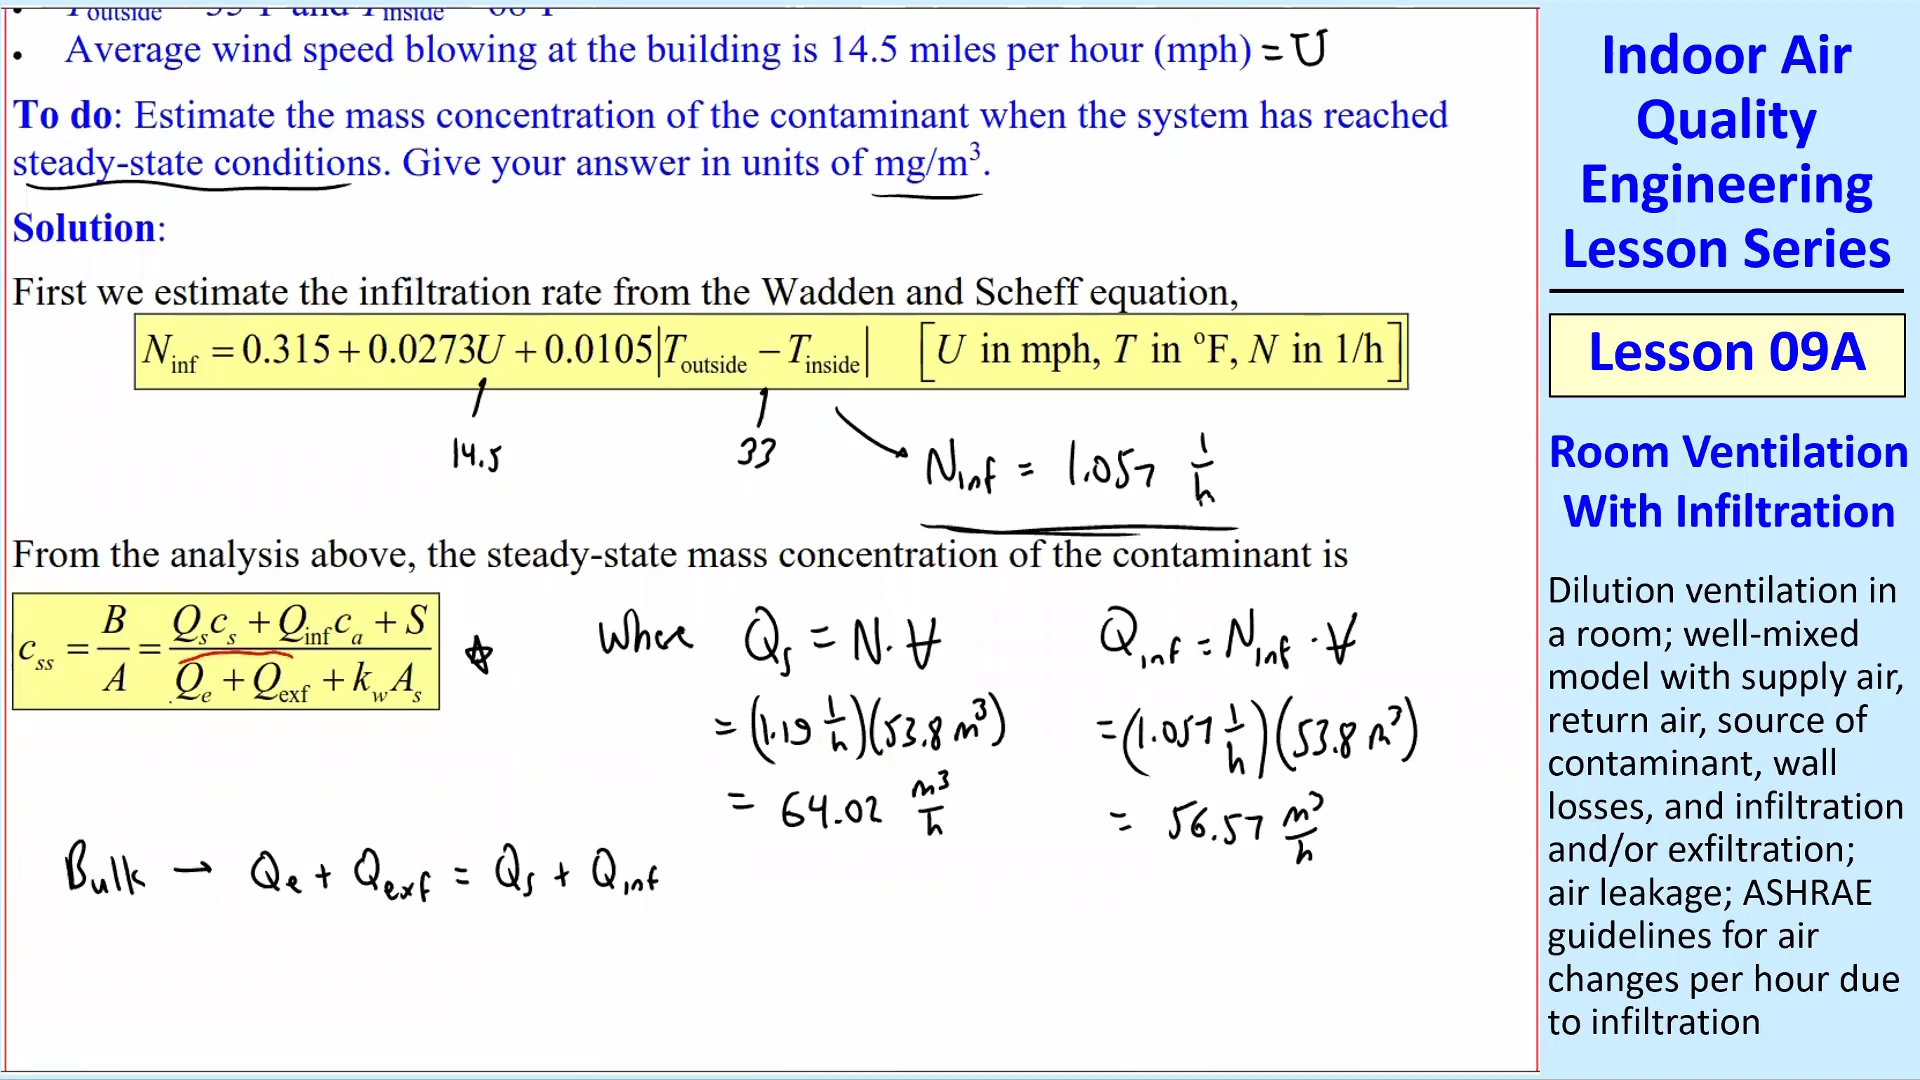 • Average wind speed blowing at the building is 14.5 miles per hour (mph) = U
To do: Estimate the mass concentration of the contaminant when the system has reached
steady-state conditions. Give your answer in units of mg/m³.
Solution:
First we estimate the infiltration rate from the Wadden and Scheff equation,
N_inf = 0.315 + 0.0273U + 0.0105|T_outside − T_inside| [U in mph, T in °F, N in 1/h]
14.5 33 N_inf = 1.057 1/h
From the analysis above, the steady-state mass concentration of the contaminant is
c_ss = B/A = (Q_s c_s + Q_inf c_a + S)/(Q_e + Q_exf + k_w A_s) ☆ where Q_s = N·V Q_inf = N_inf·V
= (1.19 1/h)(53.8 m³) = (1.057 1/h)(53.8 m³)
= 64.02 m³/h = 56.57 m³/h
Bulk → Q_e + Q_exf = Q_s + Q_inf
Indoor Air
Quality
Engineering
Lesson Series
Lesson 09A
Room Ventilation
With Infiltration
Dilution ventilation in
a room; well-mixed
model with supply air,
return air, source of
contaminant, wall
losses, and infiltration
and/or exfiltration;
air leakage; ASHRAE
guidelines for air
changes per hour due
to infiltration